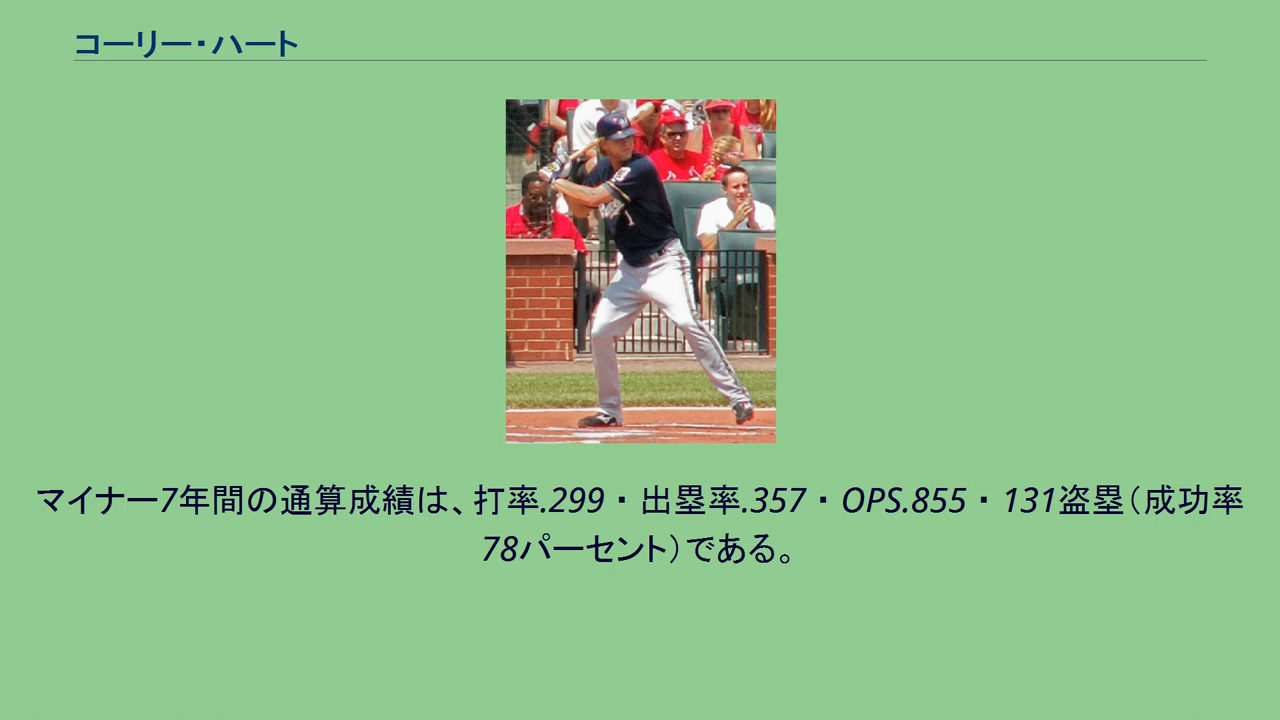 コーリー・ハート
マイナー7年間の通算成績は、打率.299・出塁率.357・OPS.855・131盗塁（成功率
78パーセント）である。